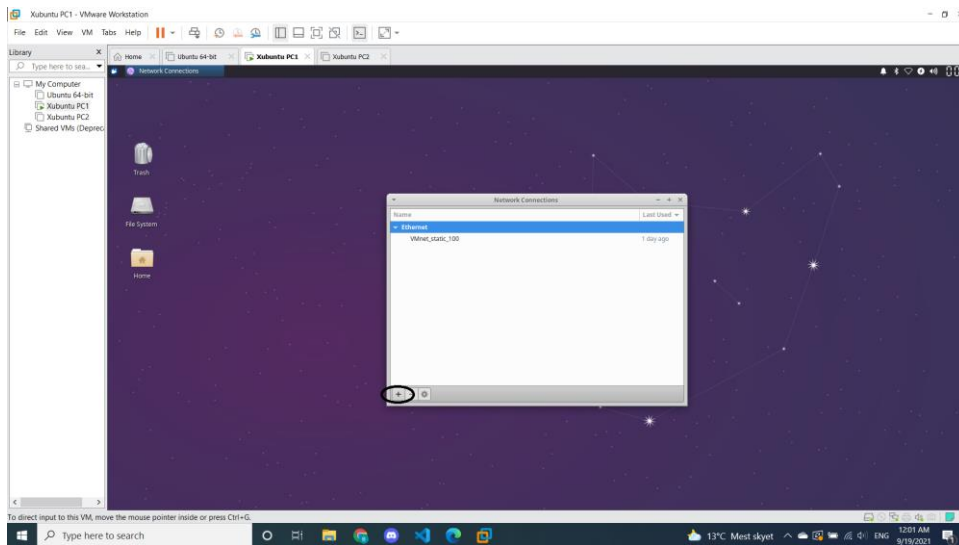 Xubuntu PC1 - VMware Workstation
File Edit View VM Tabs Help
Library
Type here to sea...
Home Ubuntu 64-bit Xubuntu PC1 Xubuntu PC2
Network Connections
My Computer
Ubuntu 64-bit
Xubuntu PC1
Xubuntu PC2
Shared VMs (Depreca
Trash
File System
Home
Network Connections
Name Last Used
Ethernet
VMnet_static_100 1 day ago
To direct input to this VM, move the mouse pointer inside or press Ctrl+G.
Type here to search
13°C Mest skyet
ENG
12:01 AM
9/19/2021